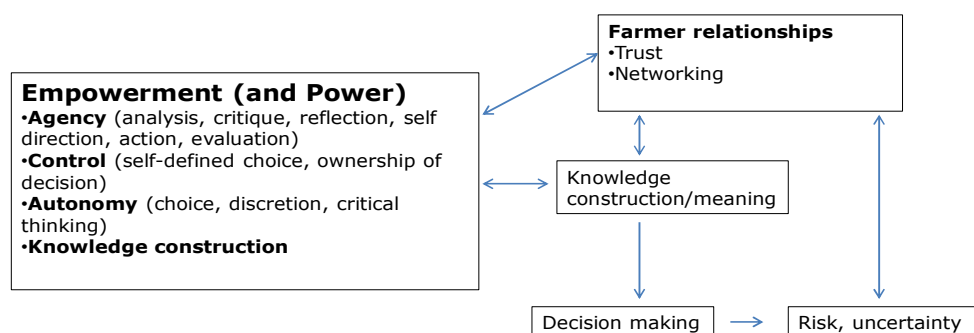 Farmer relationships
•Trust
•Networking
Empowerment (and Power)
•Agency (analysis, critique, reflection, self
direction, action, evaluation)
•Control (self-defined choice, ownership of
decision)
•Autonomy (choice, discretion, critical
thinking)
•Knowledge construction
Knowledge
construction/meaning
Decision making
Risk, uncertainty